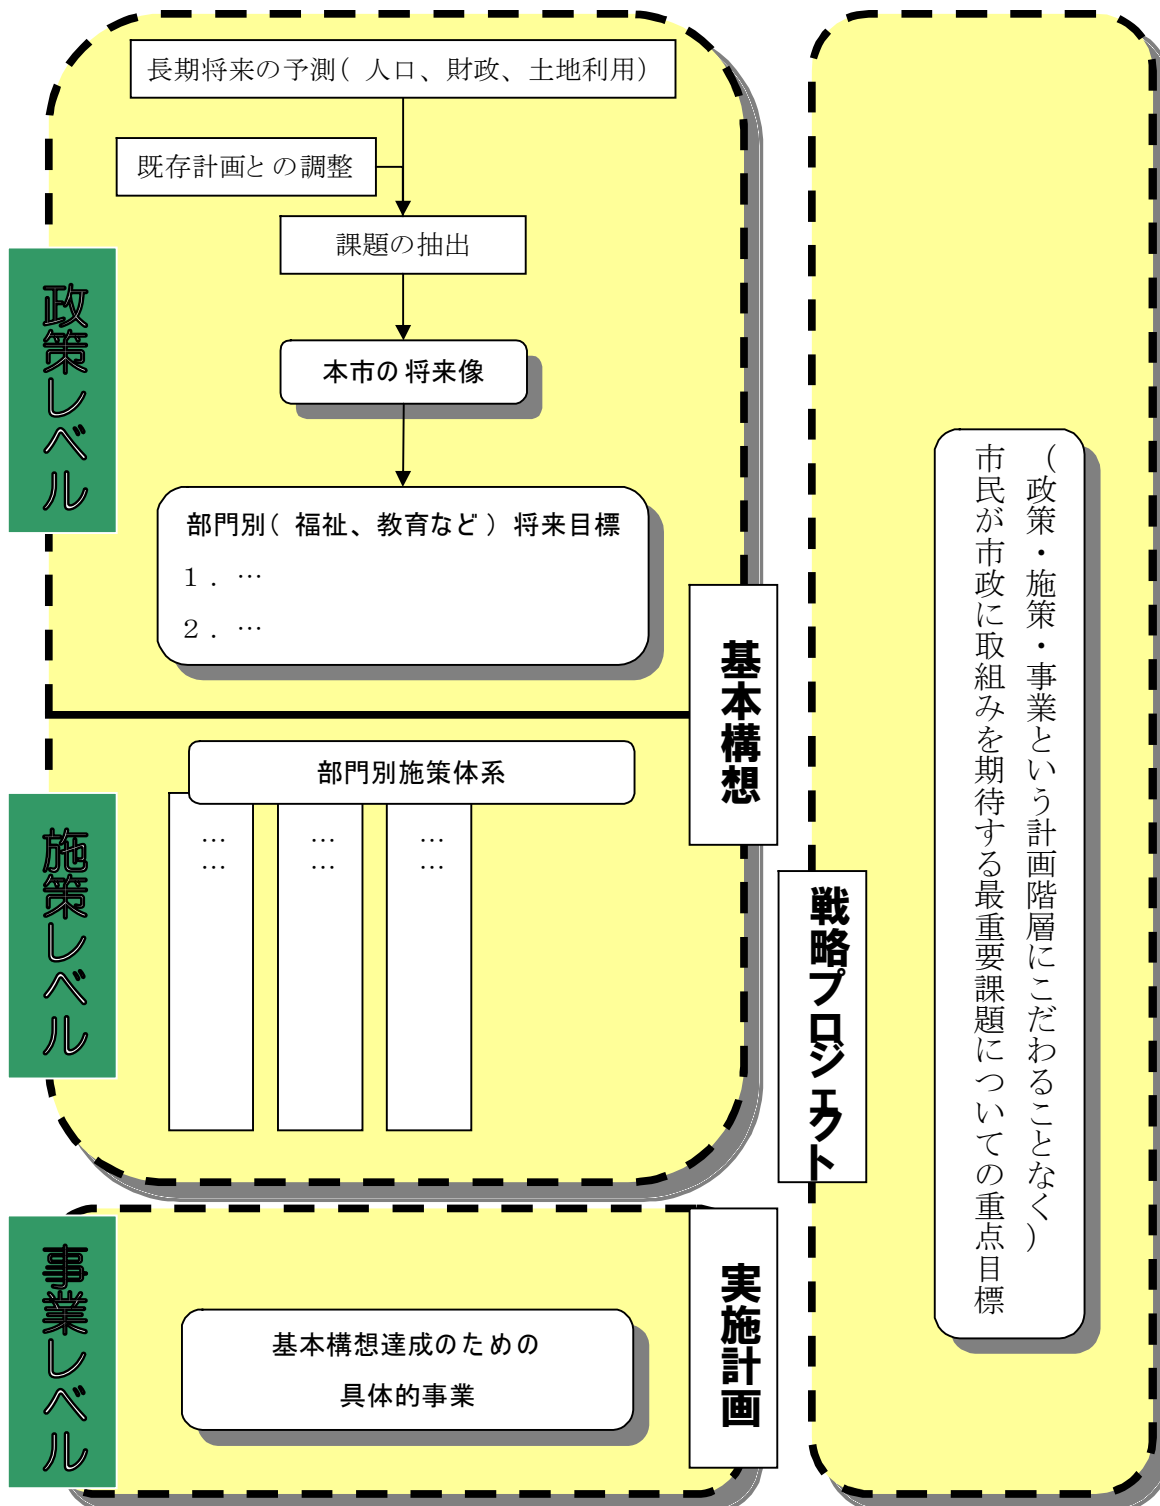 長期将来の予測(人口、財政、土地利用)
既存計画との調整
課題の抽出
本市の将来像
部門別(福祉、教育など)将来目標
1.…
2.…
政策レベル
基本構想
部門別施策体系
… … …
… … …
施策レベル
戦略プロジェクト
(政策・施策・事業という計画階層にこだわることなく)
市民が市政に取組みを期待する最重要課題についての重点目標
事業レベル
実施計画
基本構想達成のための
具体的事業